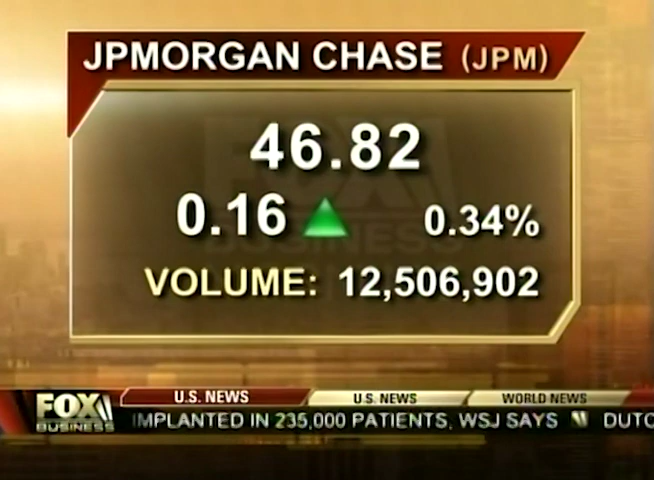 JPMORGAN CHASE (JPM)
46.82
0.16 0.34%
VOLUME: 12,506,902
U.S. NEWS U.S. NEWS WORLD NEWS
FOX
BUSINESS
IMPLANTED IN 235,000 PATIENTS, WSJ SAYS DUTC